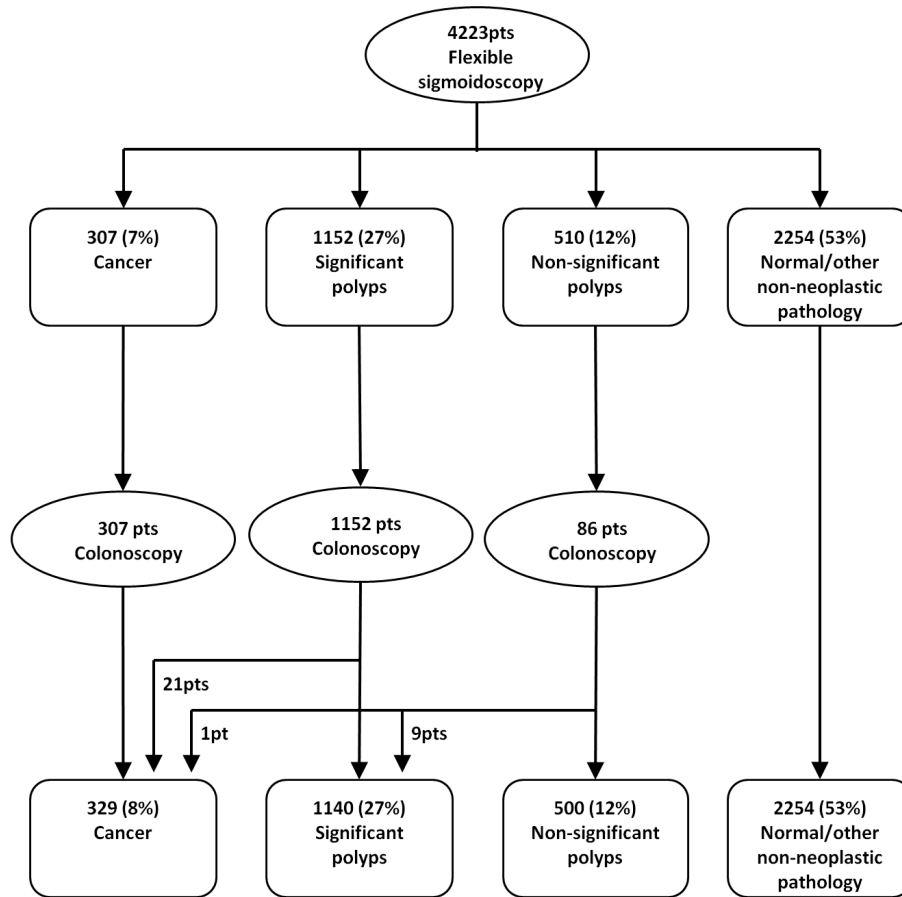 4223pts
Flexible
sigmoidoscopy
307 (7%)
Cancer
1152 (27%)
Significant
polyps
510 (12%)
Non-significant
polyps
2254 (53%)
Normal/other
non-neoplastic
pathology
307 pts
Colonoscopy
1152 pts
Colonoscopy
86 pts
Colonoscopy
21pts
1pt
9pts
329 (8%)
Cancer
1140 (27%)
Significant
polyps
500 (12%)
Non-significant
polyps
2254 (53%)
Normal/other
non-neoplastic
pathology